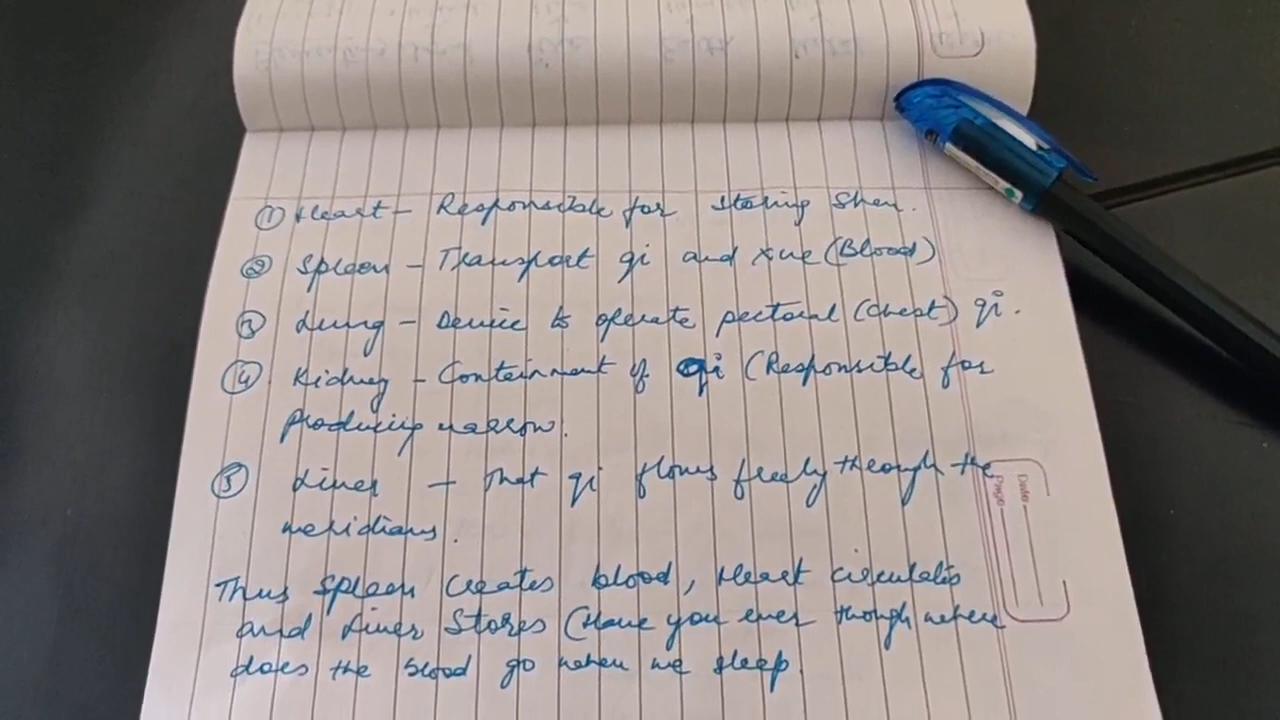 ① Heart - Responsible for storing Shen.
② Spleen - Transport qi and xue (Blood)
③ Lung - Device to operate pectoral (chest) qi.
④ Kidney - Containment of qi (Responsible for
producing marrow.
⑤ Liver - That qi flows freely through the
meridians.
Thus Spleen creates blood, Heart circulates
and Liver Stores (Have you ever though where
does the blood go when we sleep.
Date
Page